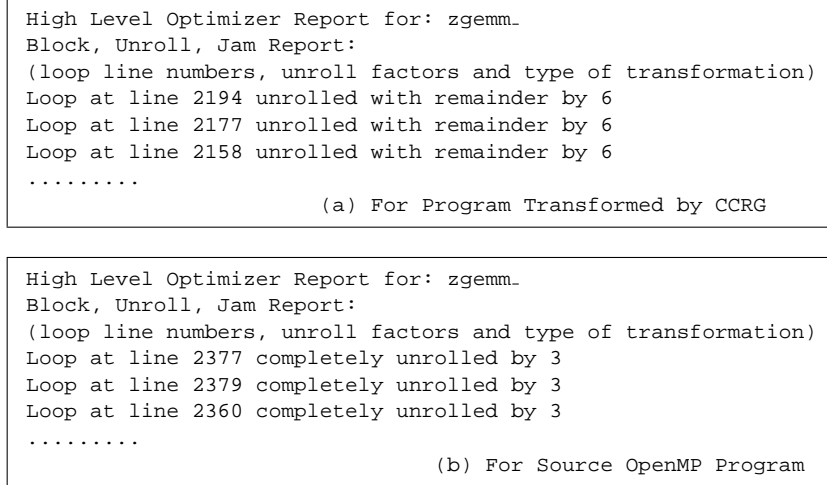 High Level Optimizer Report for: zgemm_
Block, Unroll, Jam Report:
(loop line numbers, unroll factors and type of transformation)
Loop at line 2194 unrolled with remainder by 6
Loop at line 2177 unrolled with remainder by 6
Loop at line 2158 unrolled with remainder by 6
.........
(a) For Program Transformed by CCRG
High Level Optimizer Report for: zgemm_
Block, Unroll, Jam Report:
(loop line numbers, unroll factors and type of transformation)
Loop at line 2377 completely unrolled by 3
Loop at line 2379 completely unrolled by 3
Loop at line 2360 completely unrolled by 3
.........
(b) For Source OpenMP Program